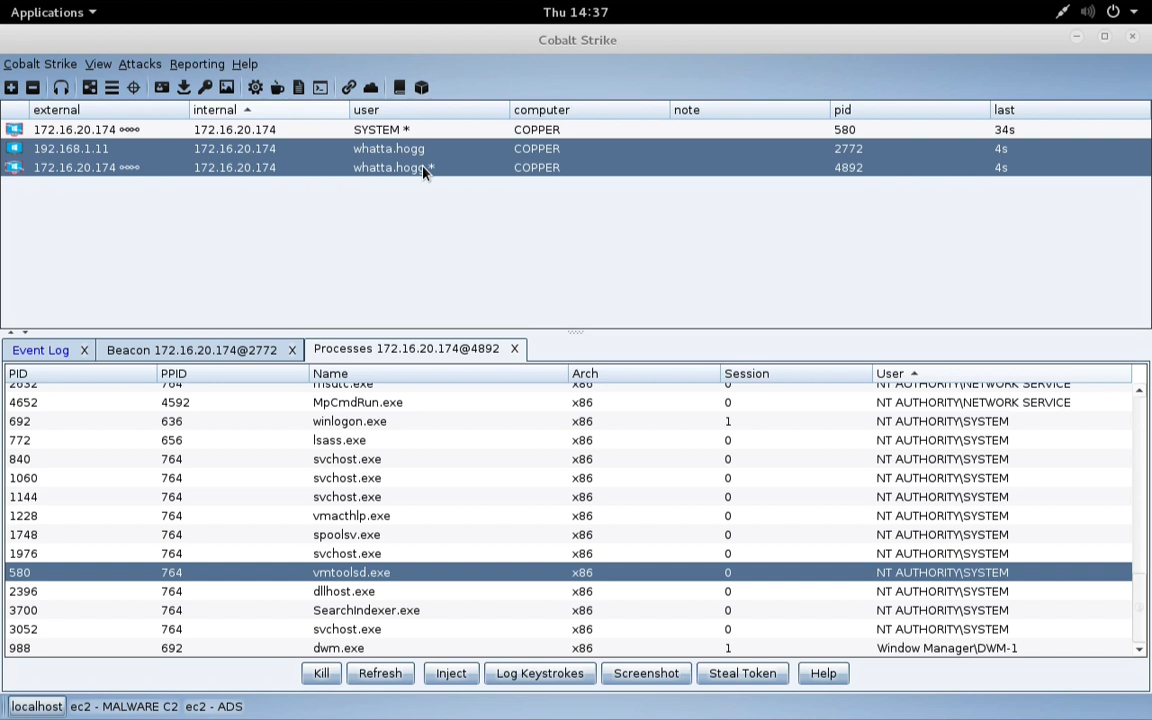 Applications Thu 14:37
Cobalt Strike
Cobalt Strike View Attacks Reporting Help
external internal user computer note pid last
172.16.20.174 172.16.20.174 SYSTEM * COPPER 580 34s
192.168.1.11 172.16.20.174 whatta.hogg COPPER 2772 4s
172.16.20.174 172.16.20.174 whatta.hogg * COPPER 4892 4s
Event Log X Beacon 172.16.20.174@2772 X Processes 172.16.20.174@4892 X
PID PPID Name Arch Session User
2632 764 msdtc.exe x86 0 NT AUTHORITY\NETWORK SERVICE
4652 4592 MpCmdRun.exe x86 0 NT AUTHORITY\NETWORK SERVICE
692 636 winlogon.exe x86 1 NT AUTHORITY\SYSTEM
772 656 lsass.exe x86 0 NT AUTHORITY\SYSTEM
840 764 svchost.exe x86 0 NT AUTHORITY\SYSTEM
1060 764 svchost.exe x86 0 NT AUTHORITY\SYSTEM
1144 764 svchost.exe x86 0 NT AUTHORITY\SYSTEM
1228 764 vmacthlp.exe x86 0 NT AUTHORITY\SYSTEM
1748 764 spoolsv.exe x86 0 NT AUTHORITY\SYSTEM
1976 764 svchost.exe x86 0 NT AUTHORITY\SYSTEM
580 764 vmtoolsd.exe x86 0 NT AUTHORITY\SYSTEM
2396 764 dllhost.exe x86 0 NT AUTHORITY\SYSTEM
3700 764 SearchIndexer.exe x86 0 NT AUTHORITY\SYSTEM
3052 764 svchost.exe x86 0 NT AUTHORITY\SYSTEM
988 692 dwm.exe x86 1 Window Manager\DWM-1
Kill Refresh Inject Log Keystrokes Screenshot Steal Token Help
localhost ec2 - MALWARE C2 ec2 - ADS